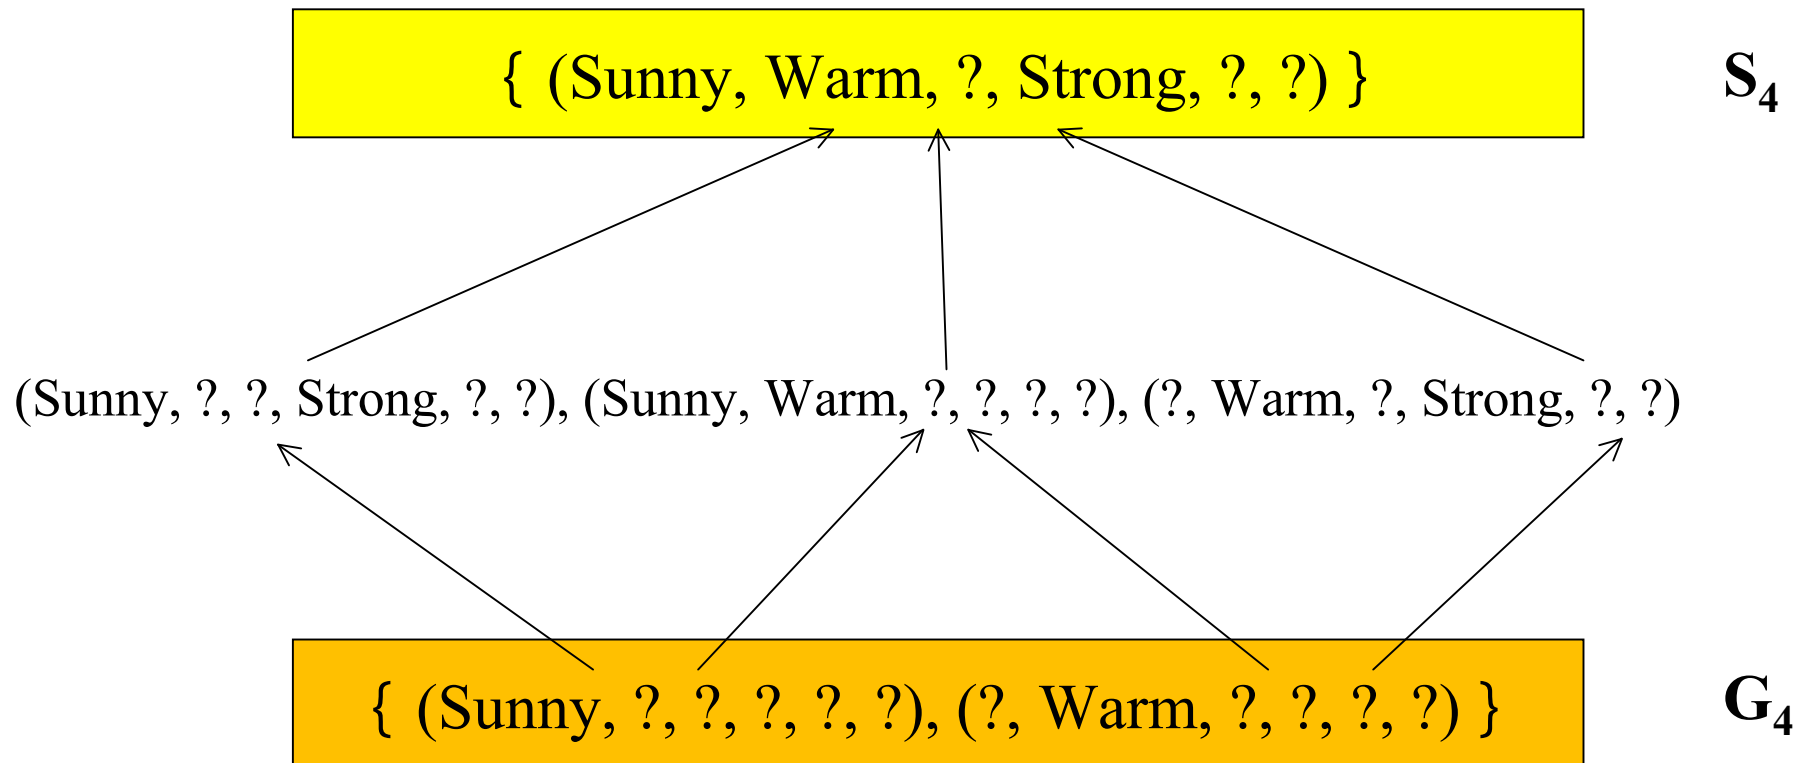 { (Sunny, Warm, ?, Strong, ?, ?) } S₄
(Sunny, ?, ?, Strong, ?, ?), (Sunny, Warm, ?, ?, ?, ?), (?, Warm, ?, Strong, ?, ?)
{ (Sunny, ?, ?, ?, ?, ?), (?, Warm, ?, ?, ?, ?) } G₄